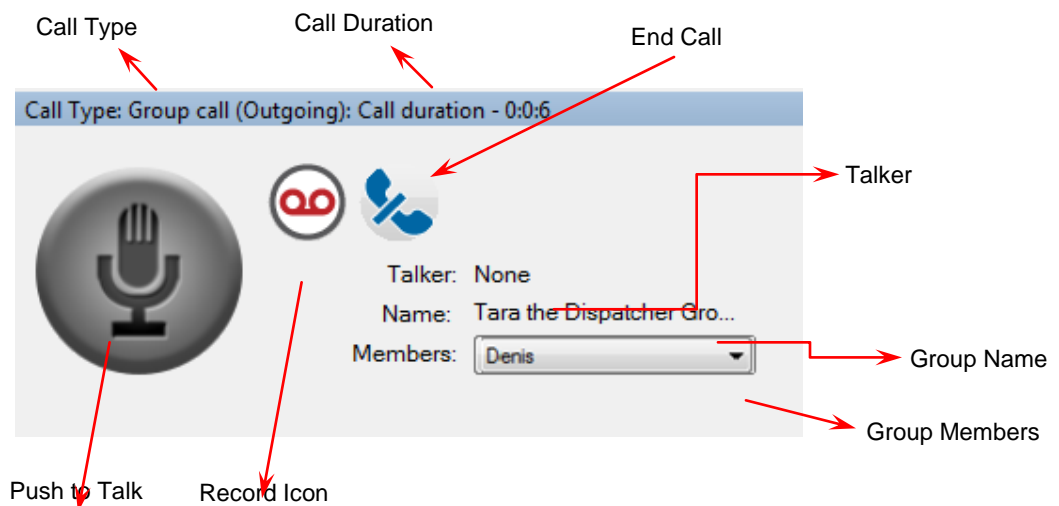 Call Type
Call Duration
End Call
Call Type: Group call (Outgoing): Call duration - 0:0:6
Talker
Talker: None
Name: Tara the Dispatcher Gro...
Members: Denis
Group Name
Group Members
Push to Talk
Record Icon